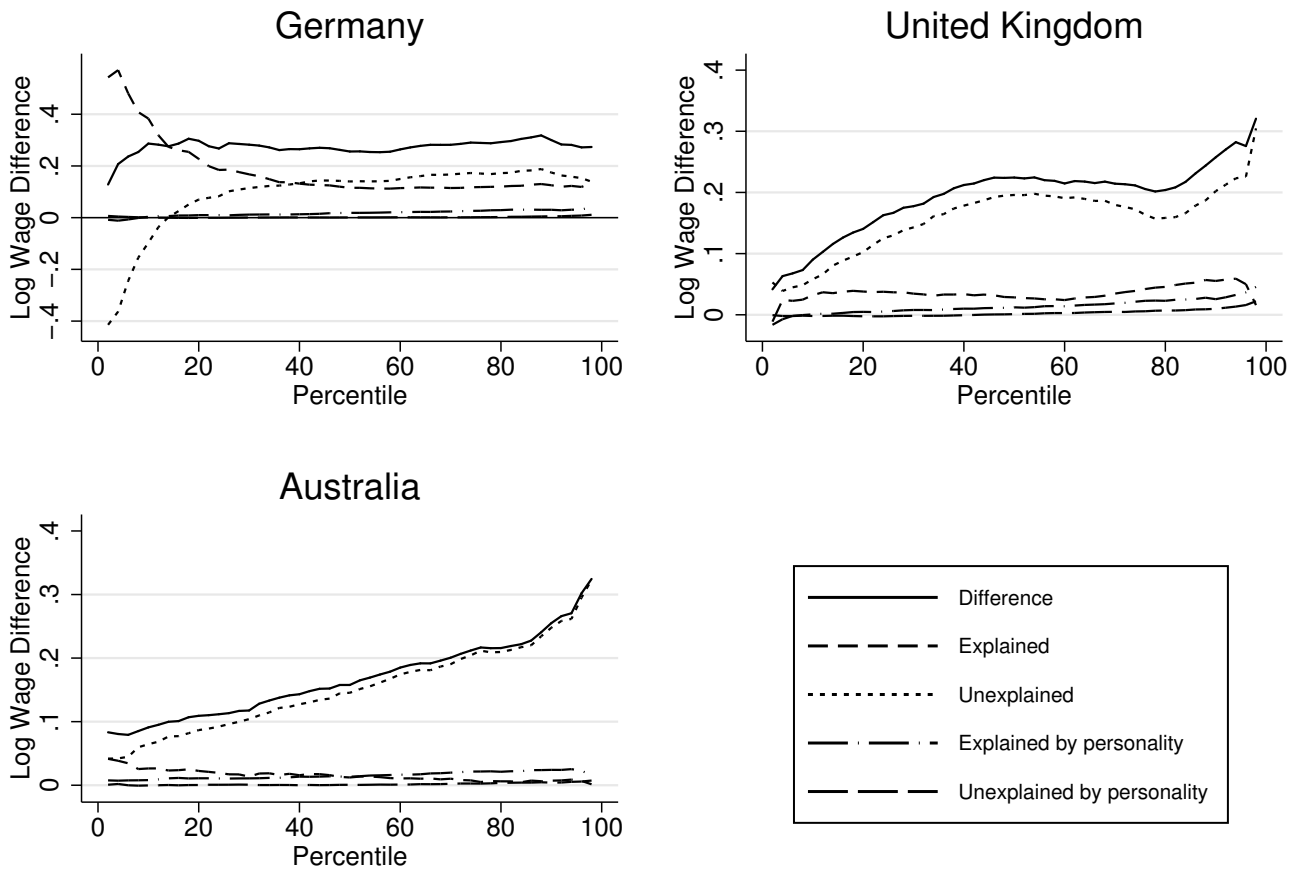 Germany
Log Wage Difference
.4
.2
0
−.2
−.4
0 20 40 60 80 100
Percentile
United Kingdom
Log Wage Difference
.4
.3
.2
.1
0
0 20 40 60 80 100
Percentile
Australia
Log Wage Difference
.4
.3
.2
.1
0
0 20 40 60 80 100
Percentile
Difference
Explained
Unexplained
Explained by personality
Unexplained by personality